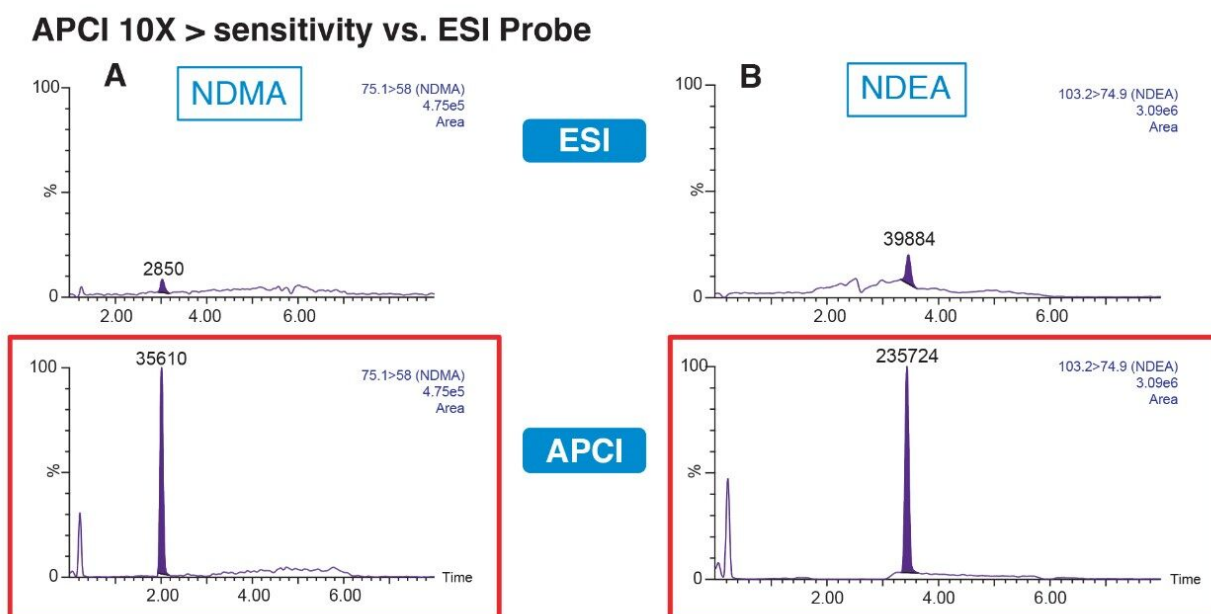 APCI 10X > sensitivity vs. ESI Probe
A
NDMA
75.1>58 (NDMA)
4.75e5
Area
100
%
0
2850
2.00 4.00 6.00
ESI
B
NDEA
103.2>74.9 (NDEA)
3.09e6
Area
100
%
0
39884
2.00 4.00 6.00
35610
75.1>58 (NDMA)
4.75e5
Area
100
%
0
2.00 4.00 6.00
Time
APCI
235724
103.2>74.9 (NDEA)
3.09e6
Area
100
%
0
2.00 4.00 6.00
Time